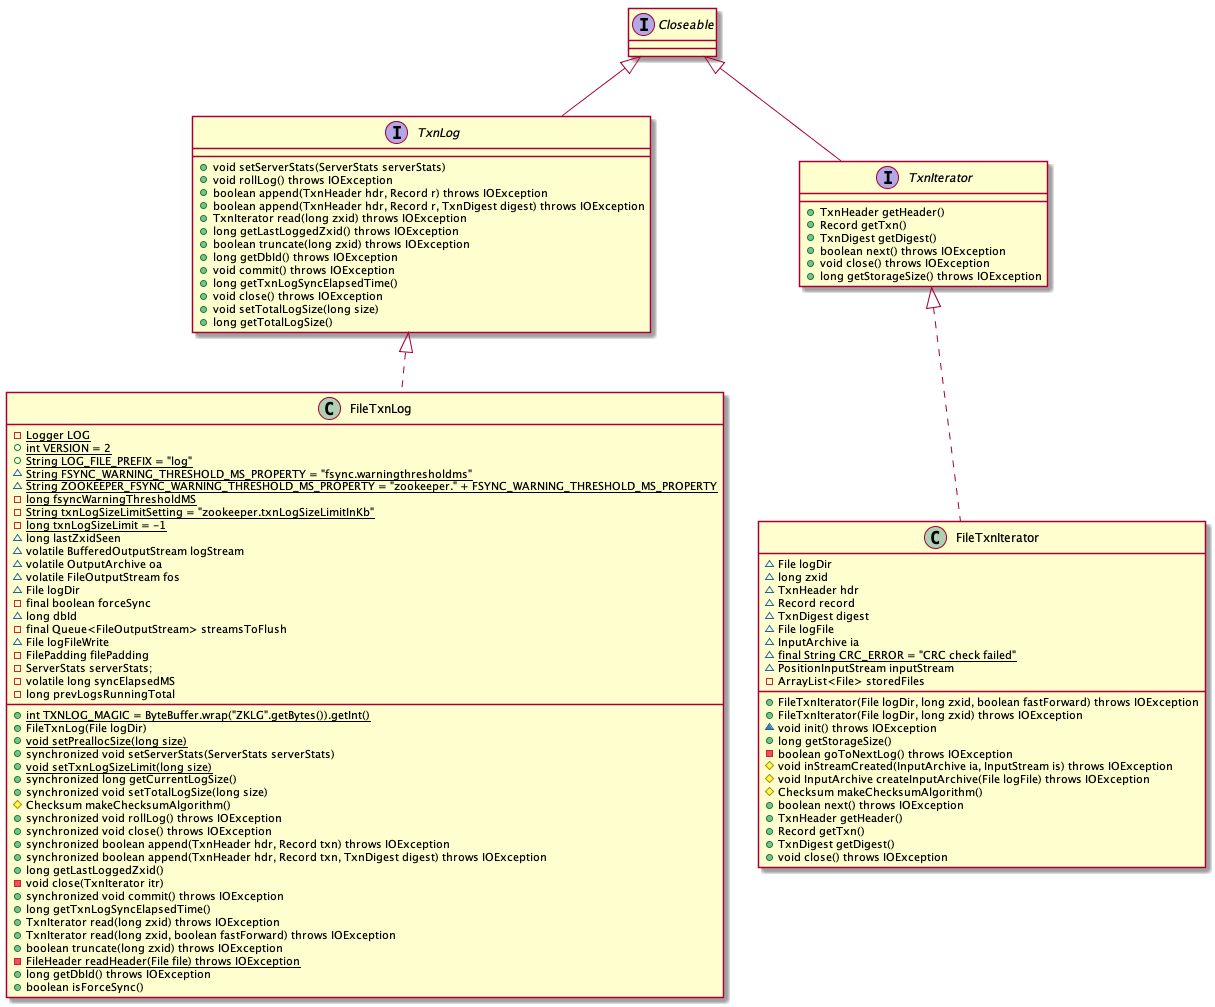 I Closeable
I TxnLog
void setServerStats(ServerStats serverStats)
void rollLog() throws IOException
boolean append(TxnHeader hdr, Record r) throws IOException
boolean append(TxnHeader hdr, Record r, TxnDigest digest) throws IOException
TxnIterator read(long zxid) throws IOException
long getLastLoggedZxid() throws IOException
boolean truncate(long zxid) throws IOException
long getDbId() throws IOException
void commit() throws IOException
long getTxnLogSyncElapsedTime()
void close() throws IOException
void setTotalLogSize(long size)
long getTotalLogSize()
I TxnIterator
TxnHeader getHeader()
Record getTxn()
TxnDigest getDigest()
boolean next() throws IOException
void close() throws IOException
long getStorageSize() throws IOException
C FileTxnLog
Logger LOG
int VERSION = 2
String LOG_FILE_PREFIX = "log"
String FSYNC_WARNING_THRESHOLD_MS_PROPERTY = "fsync.warningthresholdms"
String ZOOKEEPER_FSYNC_WARNING_THRESHOLD_MS_PROPERTY = "zookeeper." + FSYNC_WARNING_THRESHOLD_MS_PROPERTY
long fsyncWarningThresholdMS
String txnLogSizeLimitSetting = "zookeeper.txnLogSizeLimitInKb"
long txnLogSizeLimit = -1
long lastZxidSeen
volatile BufferedOutputStream logStream
volatile OutputArchive oa
volatile FileOutputStream fos
File logDir
final boolean forceSync
long dbId
final Queue<FileOutputStream> streamsToFlush
File logFileWrite
FilePadding filePadding
ServerStats serverStats;
volatile long syncElapsedMS
long prevLogsRunningTotal
int TXNLOG_MAGIC = ByteBuffer.wrap("ZKLG".getBytes()).getInt()
FileTxnLog(File logDir)
void setPreallocSize(long size)
synchronized void setServerStats(ServerStats serverStats)
void setTxnLogSizeLimit(long size)
synchronized long getCurrentLogSize()
synchronized void setTotalLogSize(long size)
Checksum makeChecksumAlgorithm()
synchronized void rollLog() throws IOException
synchronized void close() throws IOException
synchronized boolean append(TxnHeader hdr, Record txn) throws IOException
synchronized boolean append(TxnHeader hdr, Record txn, TxnDigest digest) throws IOException
long getLastLoggedZxid()
void close(TxnIterator itr)
synchronized void commit() throws IOException
long getTxnLogSyncElapsedTime()
TxnIterator read(long zxid) throws IOException
TxnIterator read(long zxid, boolean fastForward) throws IOException
boolean truncate(long zxid) throws IOException
FileHeader readHeader(File file) throws IOException
long getDbId() throws IOException
boolean isForceSync()
C FileTxnIterator
File logDir
long zxid
TxnHeader hdr
Record record
TxnDigest digest
File logFile
InputArchive ia
final String CRC_ERROR = "CRC check failed"
PositionInputStream inputStream
ArrayList<File> storedFiles
FileTxnIterator(File logDir, long zxid, boolean fastForward) throws IOException
FileTxnIterator(File logDir, long zxid) throws IOException
void init() throws IOException
long getStorageSize()
boolean goToNextLog() throws IOException
void inStreamCreated(InputArchive ia, InputStream is) throws IOException
void InputArchive createInputArchive(File logFile) throws IOException
Checksum makeChecksumAlgorithm()
boolean next() throws IOException
TxnHeader getHeader()
Record getTxn()
TxnDigest getDigest()
void close() throws IOException